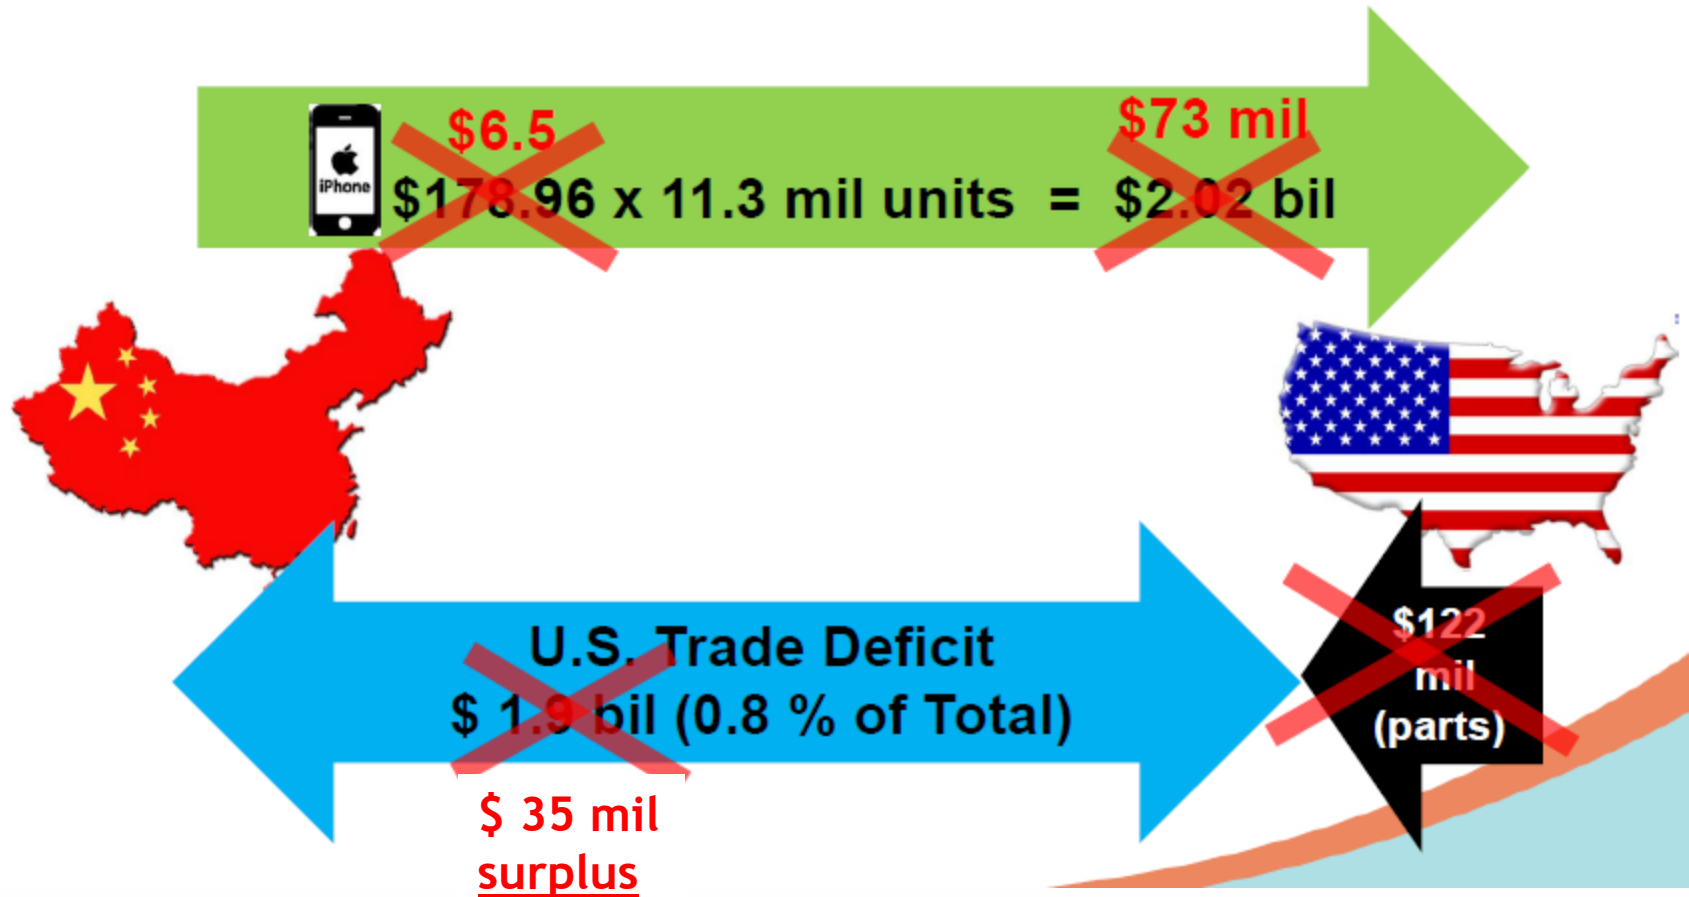 $6.5
$73 mil
iPhone
$178.96 x 11.3 mil units = $2.02 bil
U.S. Trade Deficit
$ 1.9 bil (0.8 % of Total)
$122
mil
(parts)
$ 35 mil
surplus